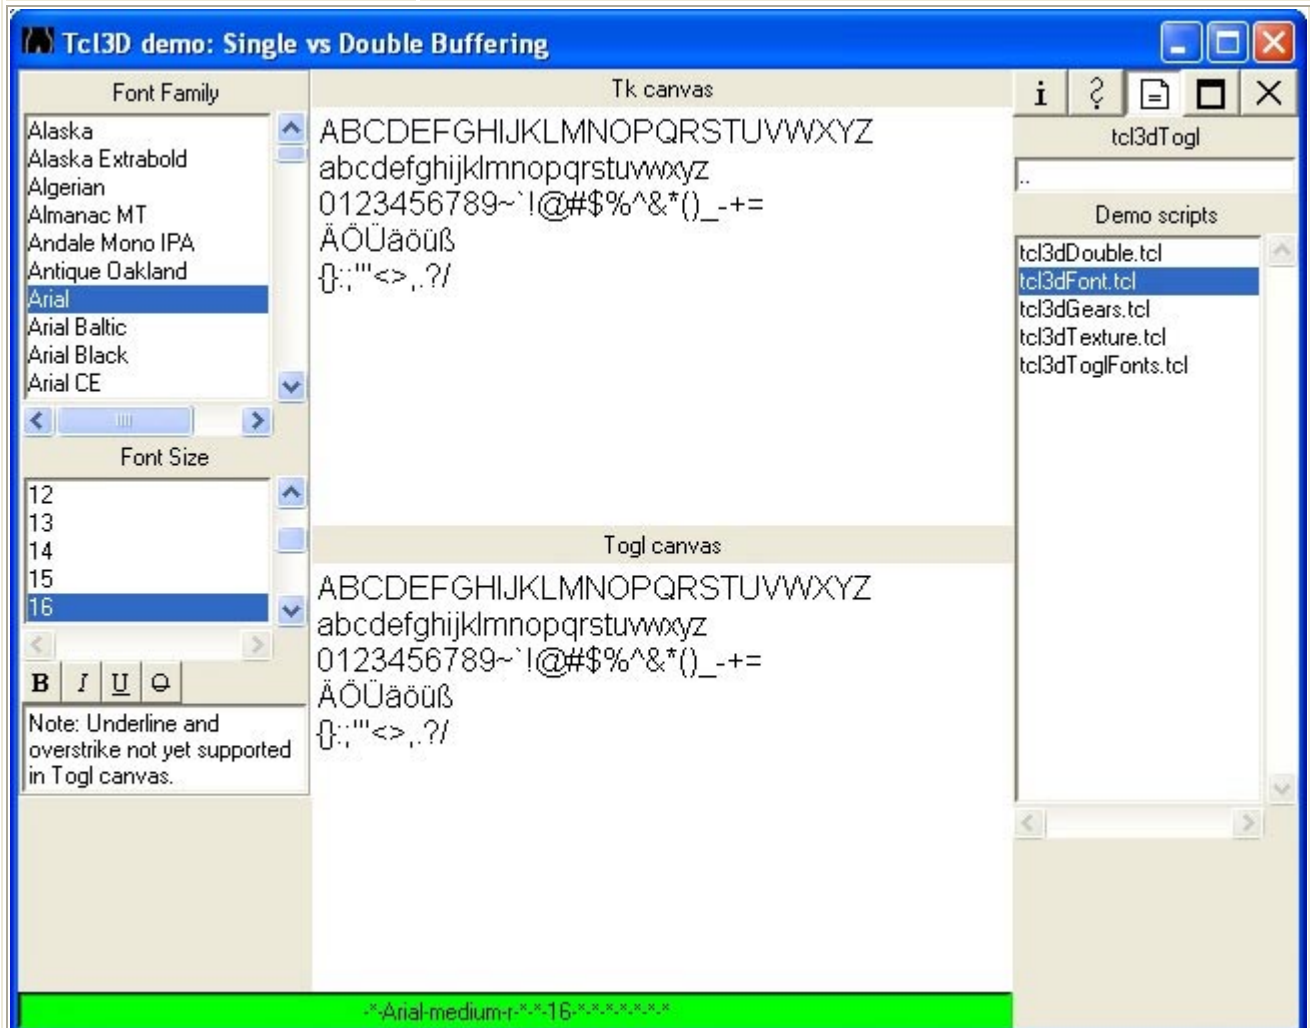 Tcl3D demo: Single vs Double Buffering
Font Family
Alaska
Alaska Extrabold
Algerian
Almanac MT
Andale Mono IPA
Antique Oakland
Arial
Arial Baltic
Arial Black
Arial CE
Font Size
12
13
14
15
16
B I U O
Note: Underline and
overstrike not yet supported
in Togl canvas.
Tk canvas
ABCDEFGHIJKLMNOPQRSTUVWXYZ
abcdefghijklmnopqrstuvwxyz
0123456789~`!@#$%^&*()_-+=
ÄÖÜäöüß
{}:;"'<>,.?/
Togl canvas
ABCDEFGHIJKLMNOPQRSTUVWXYZ
abcdefghijklmnopqrstuvwxyz
0123456789~`!@#$%^&*()_-+=
ÄÖÜäöüß
{}:;"'<>,.?/
i ?
tcl3dTogl
..
Demo scripts
tcl3dDouble.tcl
tcl3dFont.tcl
tcl3dGears.tcl
tcl3dTexture.tcl
tcl3dToglFonts.tcl
-*-Arial-medium-r-*-*-16-*-*-*-*-*-*-*